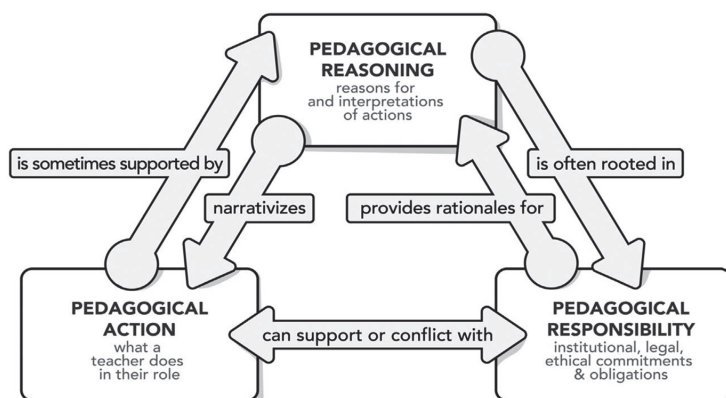 PEDAGOGICAL
REASONING
reasons for
and interpretations
of actions
is sometimes supported by
is often rooted in
narrativizes
provides rationales for
PEDAGOGICAL
ACTION
what a
teacher does
in their role
can support or conflict with
PEDAGOGICAL
RESPONSIBILITY
institutional, legal,
ethical commitments
& obligations